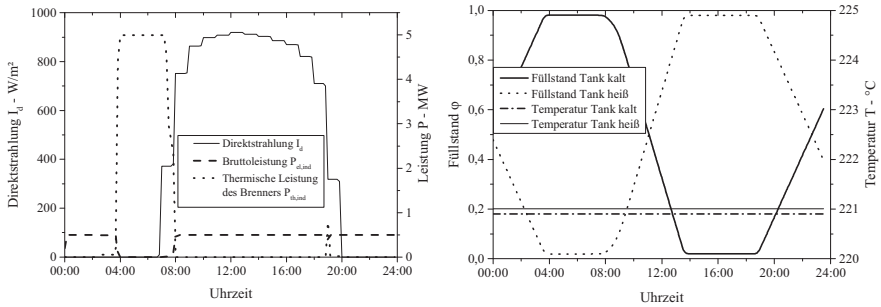 1000
800
600
400
200
0
Direktstrahlung I_d - W/m²
5
4
3
2
1
0
Leistung P - MW
Direktstrahlung I_d
Bruttoleistung P_el,ind
Thermische Leistung
des Brenners P_th,ind
00:00 04:00 08:00 12:00 16:00 20:00 24:00
Uhrzeit
1,0
0,8
0,6
0,4
0,2
0,0
Füllstand φ
225
224
223
222
221
220
Temperatur T - °C
Füllstand Tank kalt
Füllstand Tank heiß
Temperatur Tank kalt
Temperatur Tank heiß
00:00 04:00 08:00 12:00 16:00 20:00 24:00
Uhrzeit